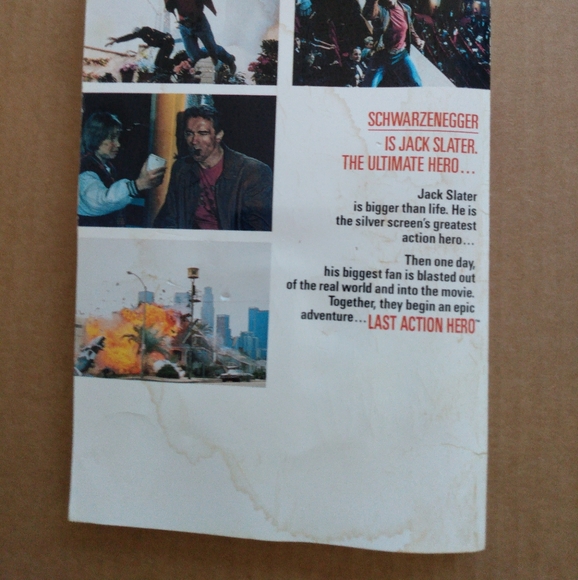 SCHWARZENEGGER
IS JACK SLATER.
THE ULTIMATE HERO...
Jack Slater
is bigger than life. He is
the silver screen's greatest
action hero...
Then one day,
his biggest fan is blasted out
of the real world and into the movie.
Together, they begin an epic
adventure...LAST ACTION HERO™